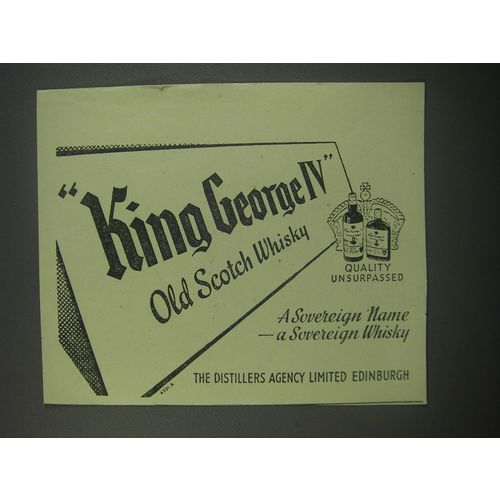 "King George IV"
Old Scotch Whisky
QUALITY
UNSURPASSED
A Sovereign Name
— a Sovereign Whisky
THE DISTILLERS AGENCY LIMITED EDINBURGH